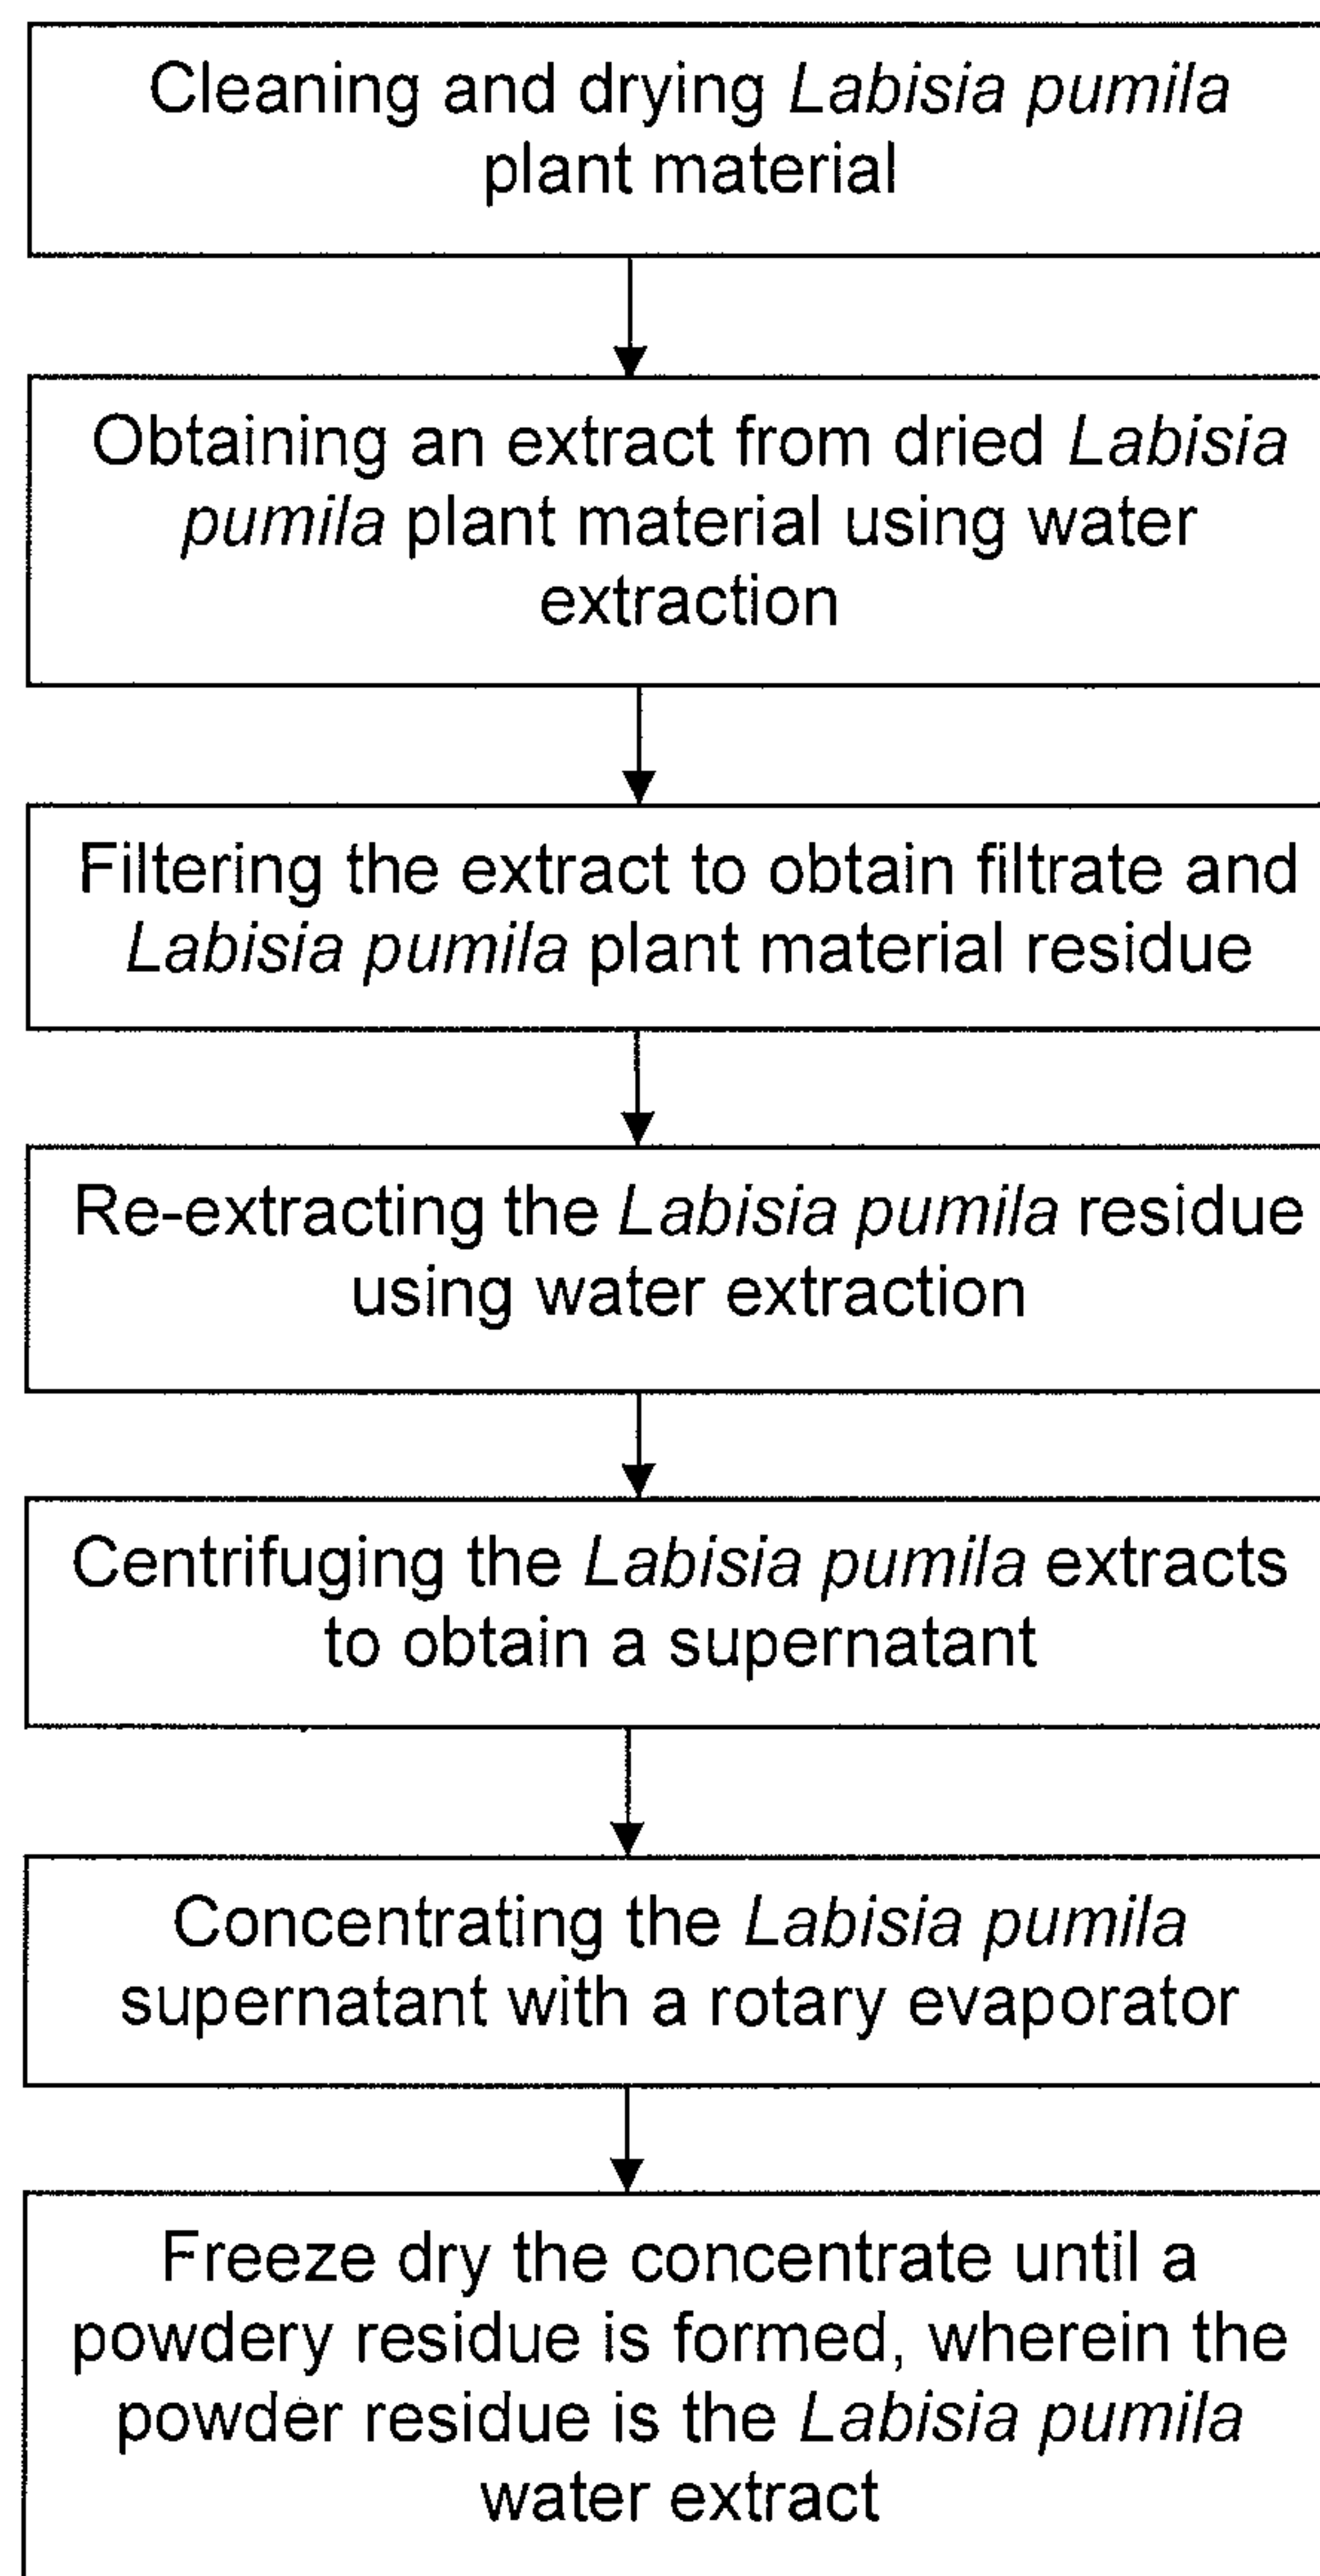 Cleaning and drying Labisia pumila
plant material
Obtaining an extract from dried Labisia
pumila plant material using water
extraction
Filtering the extract to obtain filtrate and
Labisia pumila plant material residue
Re-extracting the Labisia pumila residue
using water extraction
Centrifuging the Labisia pumila extracts
to obtain a supernatant
Concentrating the Labisia pumila
supernatant with a rotary evaporator
Freeze dry the concentrate until a
powdery residue is formed, wherein the
powder residue is the Labisia pumila
water extract